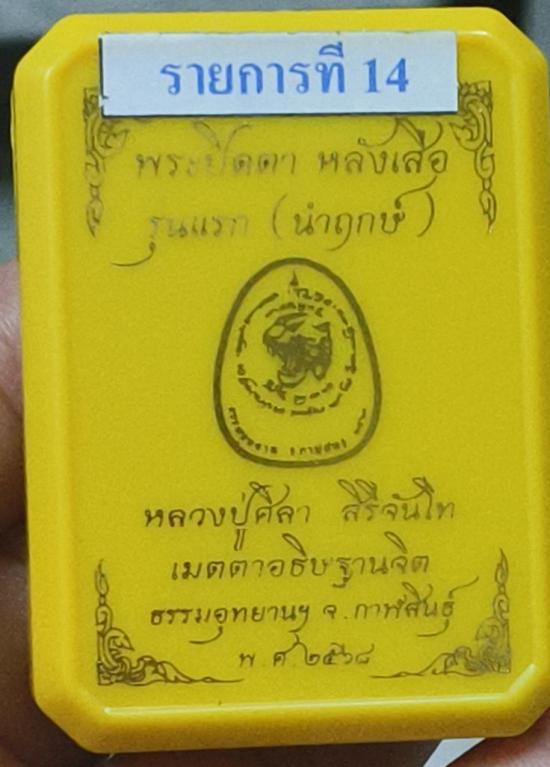 รายการที่ 14
พระปิดตา หลังเสือ
รุ่นแรก (นำฤกษ์)
หลวงปู่ศิลา สิริจันโท
เมตตาอธิษฐานจิต
ธรรมอุทยานฯ จ.กาฬสินธุ์
พ.ศ.๒๕๖๘